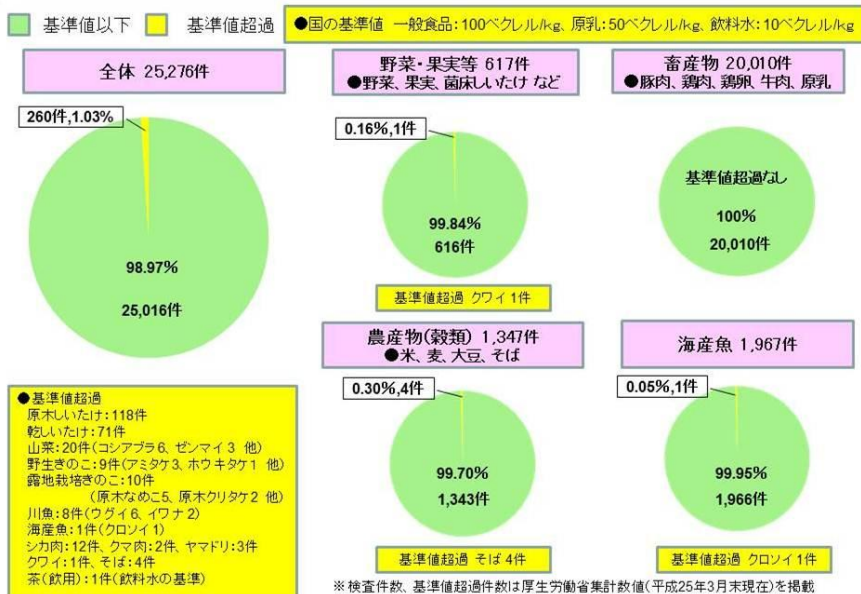 基準値以下 基準値超過 ●国の基準値 一般食品:100ベクレル/kg、原乳:50ベクレル/kg、飲料水:10ベクレル/kg
全体 25,276件
260件,1.03%
98.97%
25,016件
野菜・果実等 617件
●野菜、果実、菌床しいたけ など
0.16%,1件
99.84%
616件
基準値超過 クワイ 1件
畜産物 20,010件
●豚肉、鶏肉、鶏卵、牛肉、原乳
基準値超過なし
100%
20,010件
農産物(穀類) 1,347件
●米、麦、大豆、そば
0.30%,4件
99.70%
1,343件
基準値超過 そば 4件
海産魚 1,967件
0.05%,1件
99.95%
1,966件
基準値超過 クロソイ 1件
●基準値超過
原木しいたけ:118件
乾しいたけ:71件
山菜:20件(コシアブラ6、ゼンマイ3 他)
野生きのこ:9件(アミタケ3、ホウキタケ1 他)
露地栽培きのこ:10件
(原木なめこ5、原木クリタケ2 他)
川魚:8件(ウグイ6、イワナ2)
海産魚:1件(クロソイ1)
シカ肉:12件、クマ肉:2件、ヤマドリ:3件
クワイ:1件、そば:4件
茶(飲用):1件(飲料水の基準)
※検査件数、基準値超過件数は厚生労働省集計数値(平成25年3月末現在)を掲載